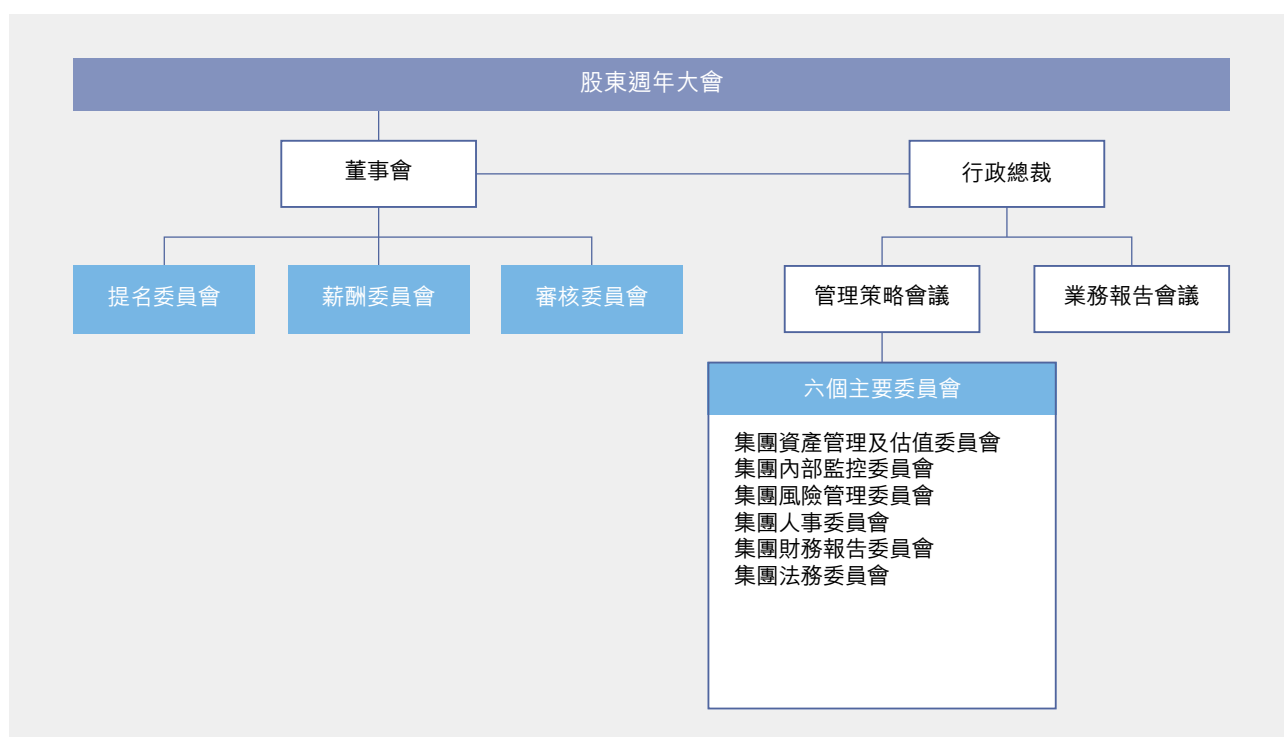 股東週年大會
董事會
行政總裁
提名委員會
薪酬委員會
審核委員會
管理策略會議
業務報告會議
六個主要委員會
集團資產管理及估值委員會
集團內部監控委員會
集團風險管理委員會
集團人事委員會
集團財務報告委員會
集團法務委員會